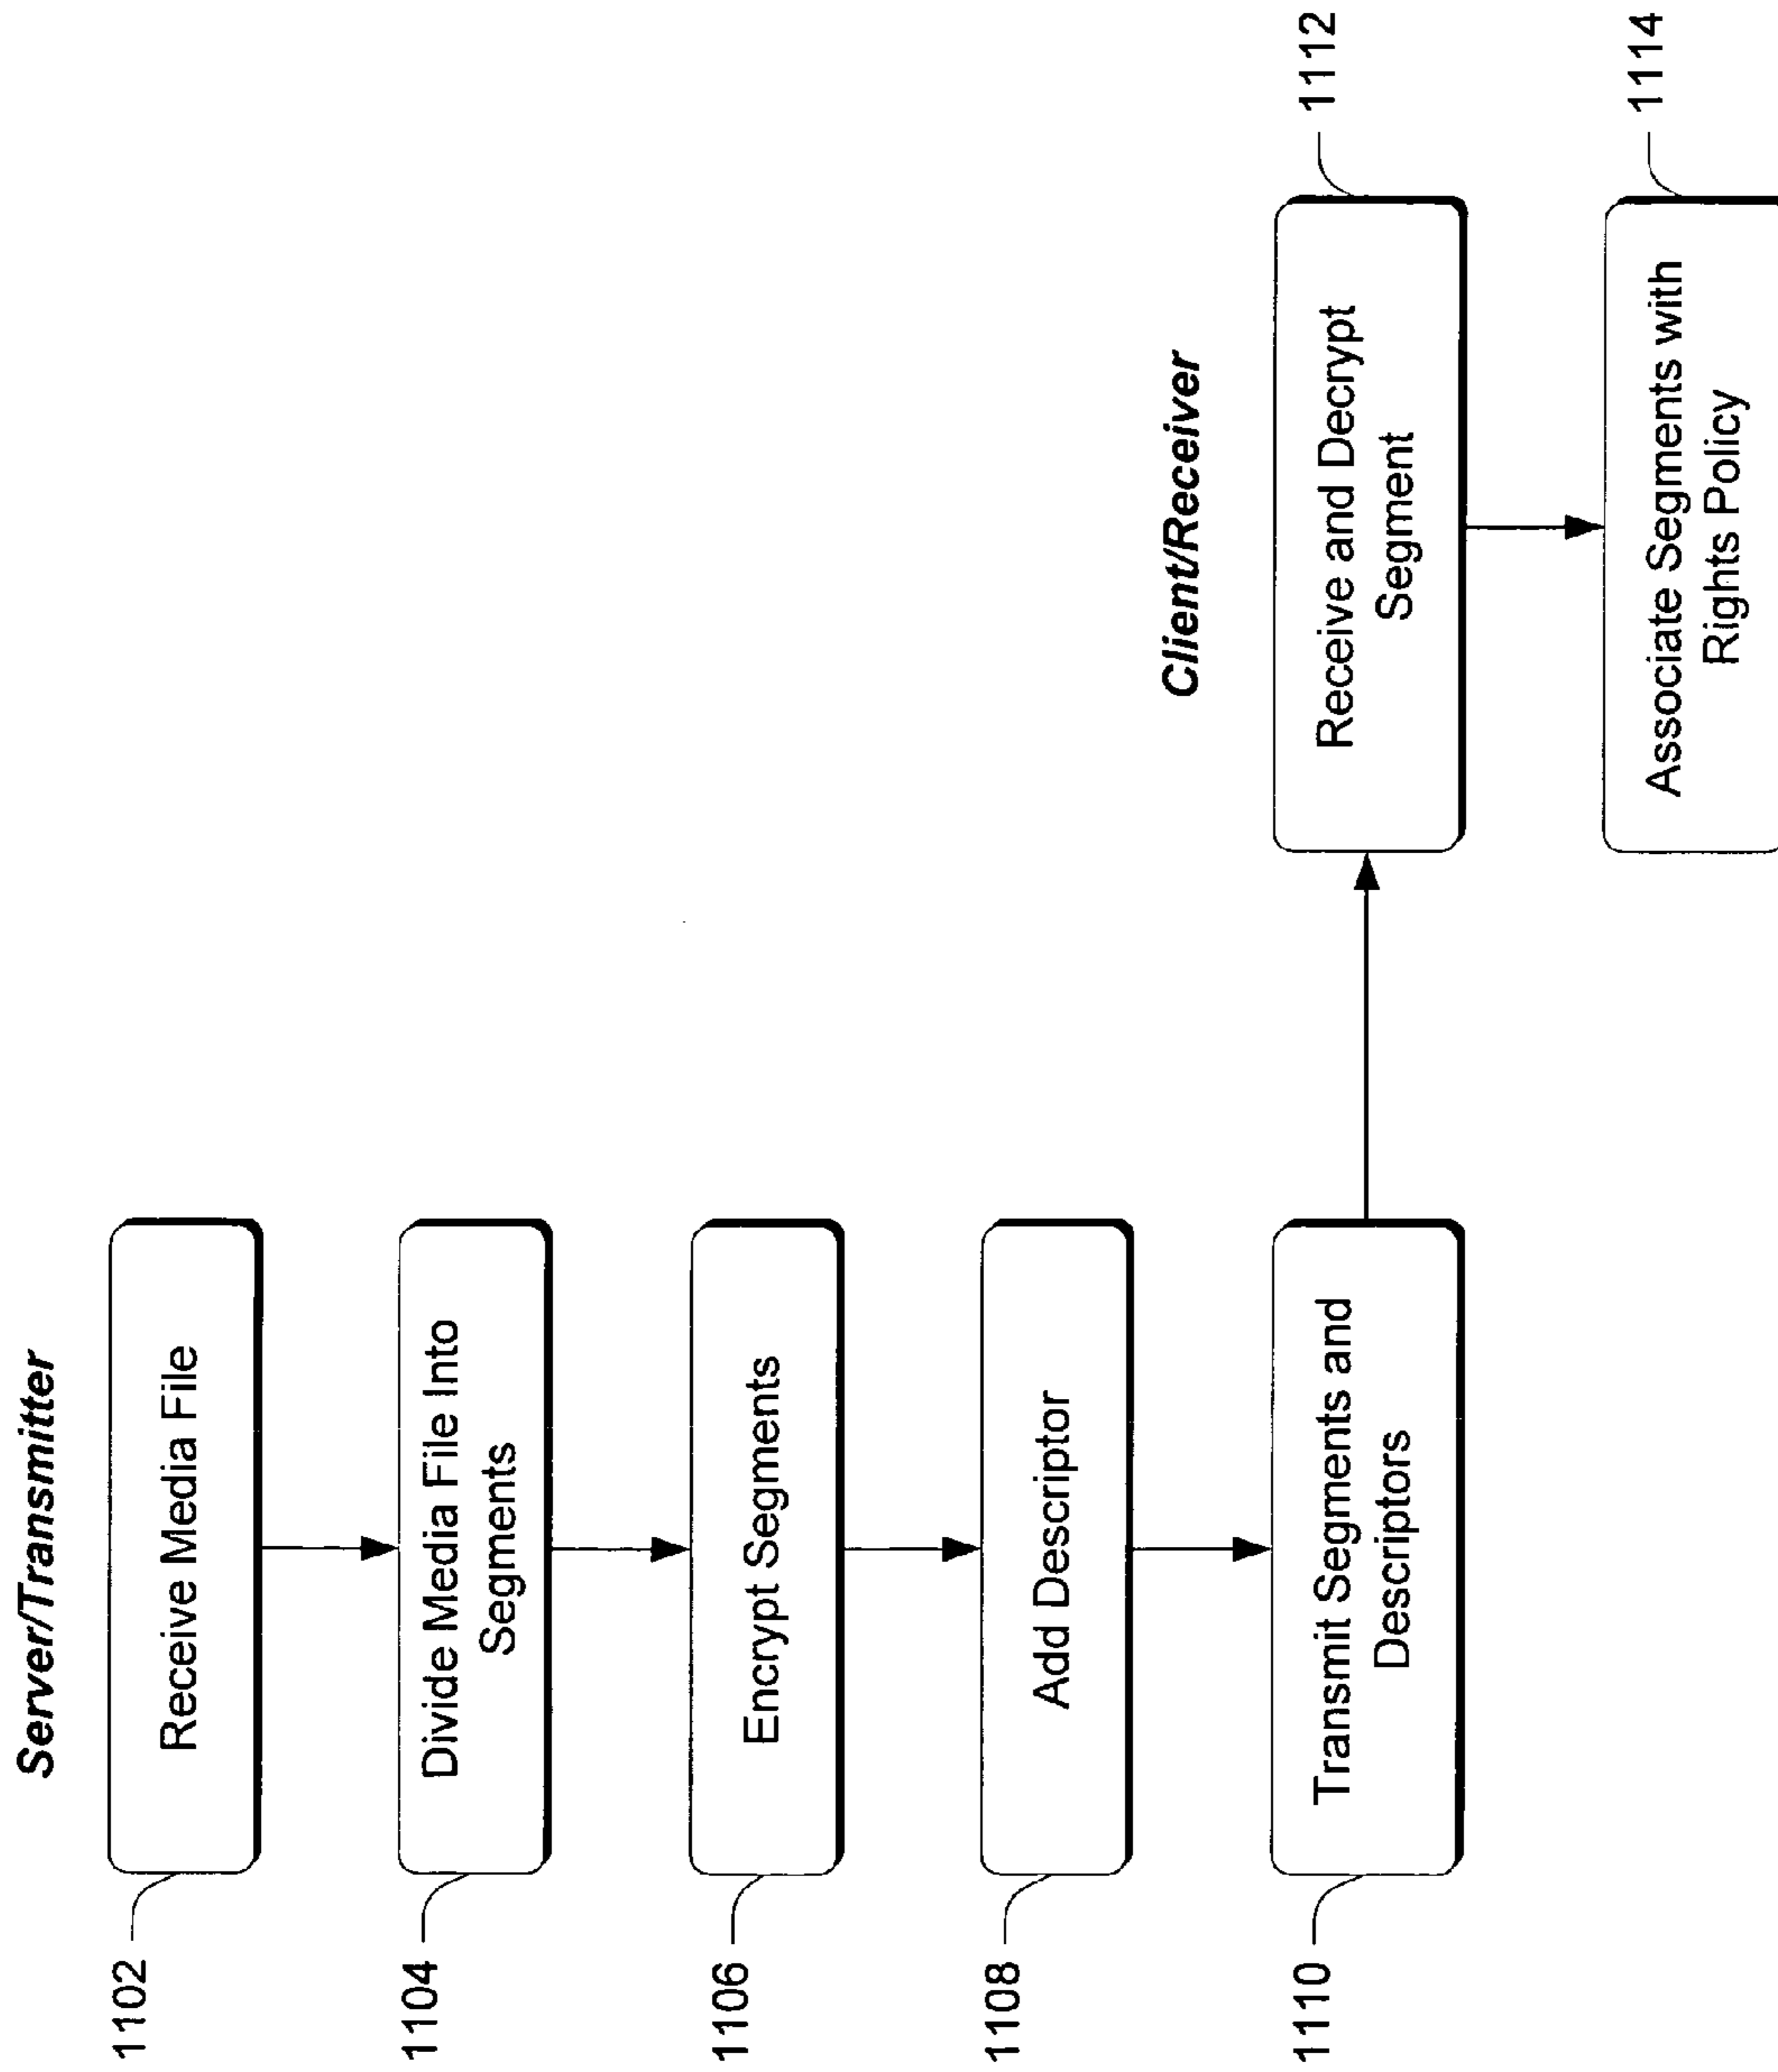 Server/Transmitter
1102
Receive Media File
1104
Divide Media File Into
Segments
1106
Encrypt Segments
1108
Add Descriptor
1110
Transmit Segments and
Descriptors
Client/Receiver
Receive and Decrypt
Segment
1112
Associate Segments with
Rights Policy
1114